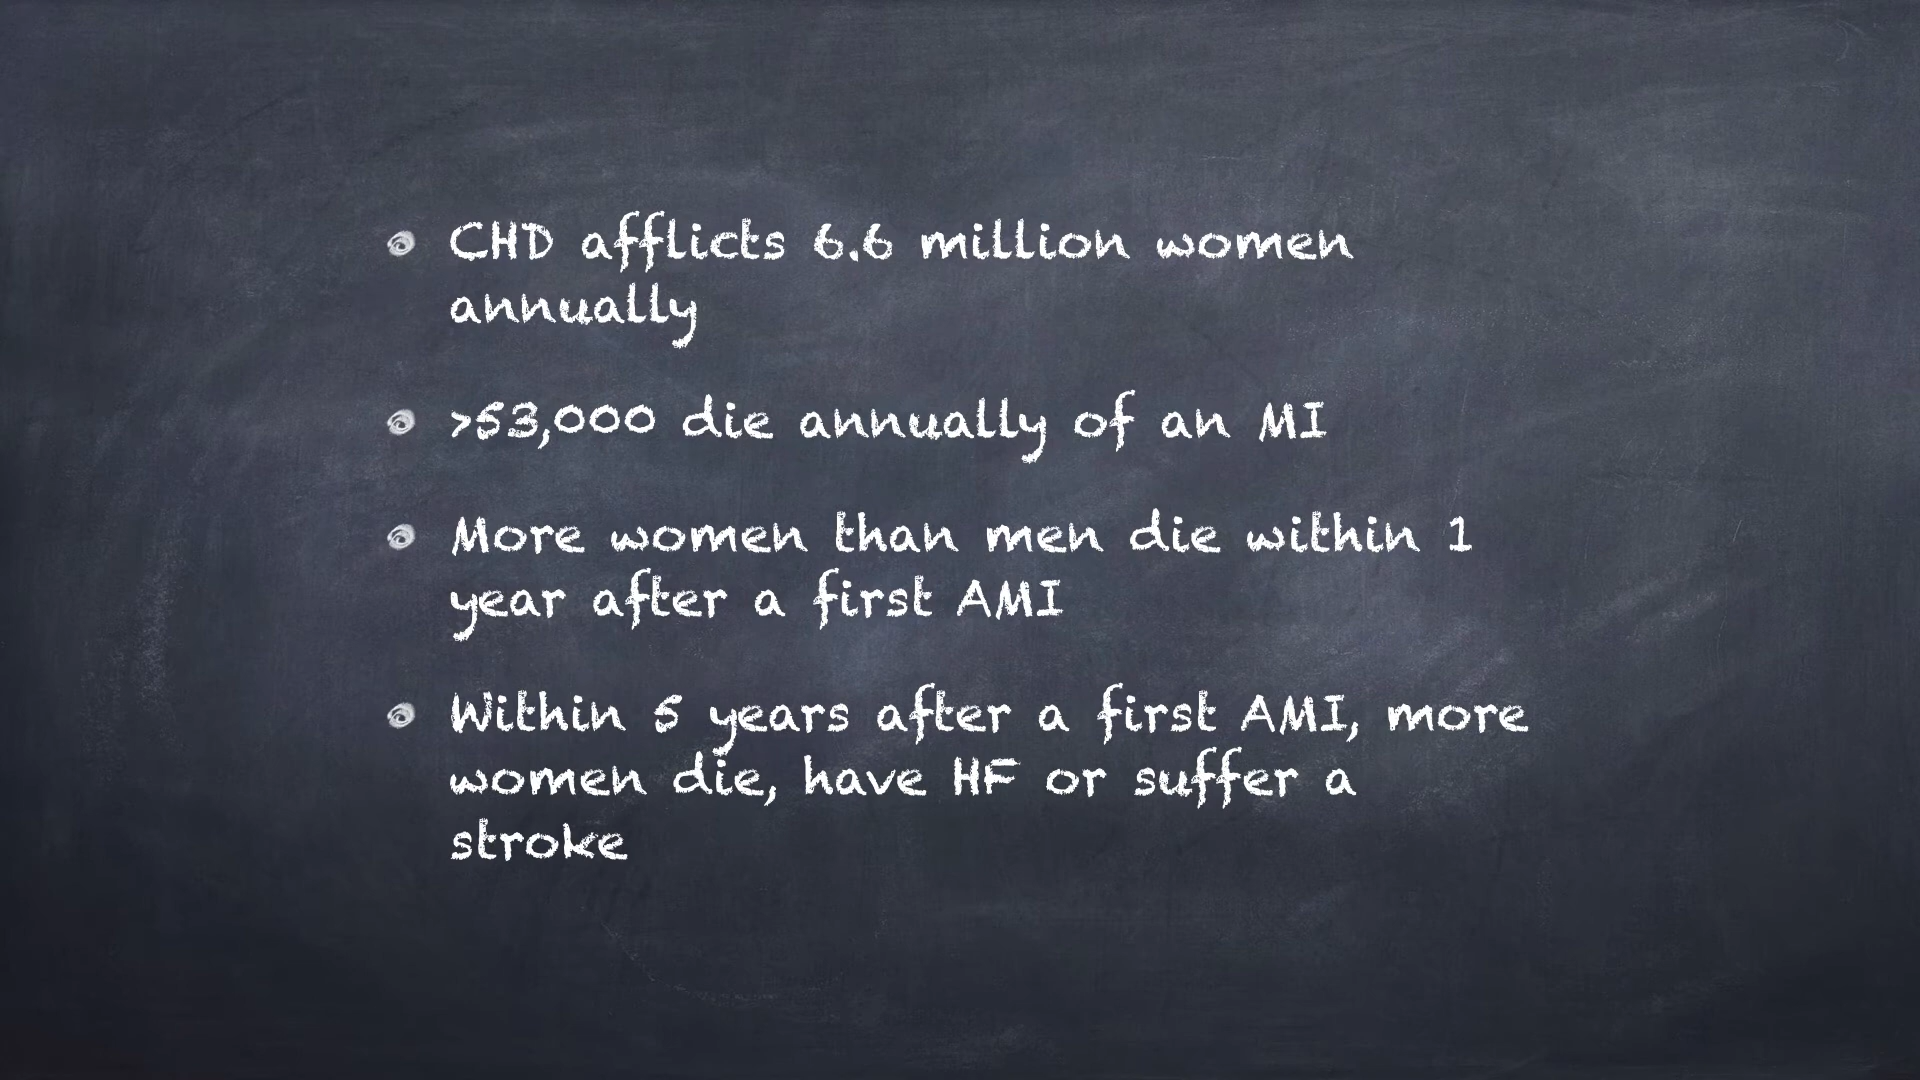 CHD afflicts 6.6 million women
annually
>53,000 die annually of an MI
More women than men die within 1
year after a first AMI
Within 5 years after a first AMI, more
women die, have HF or suffer a
stroke